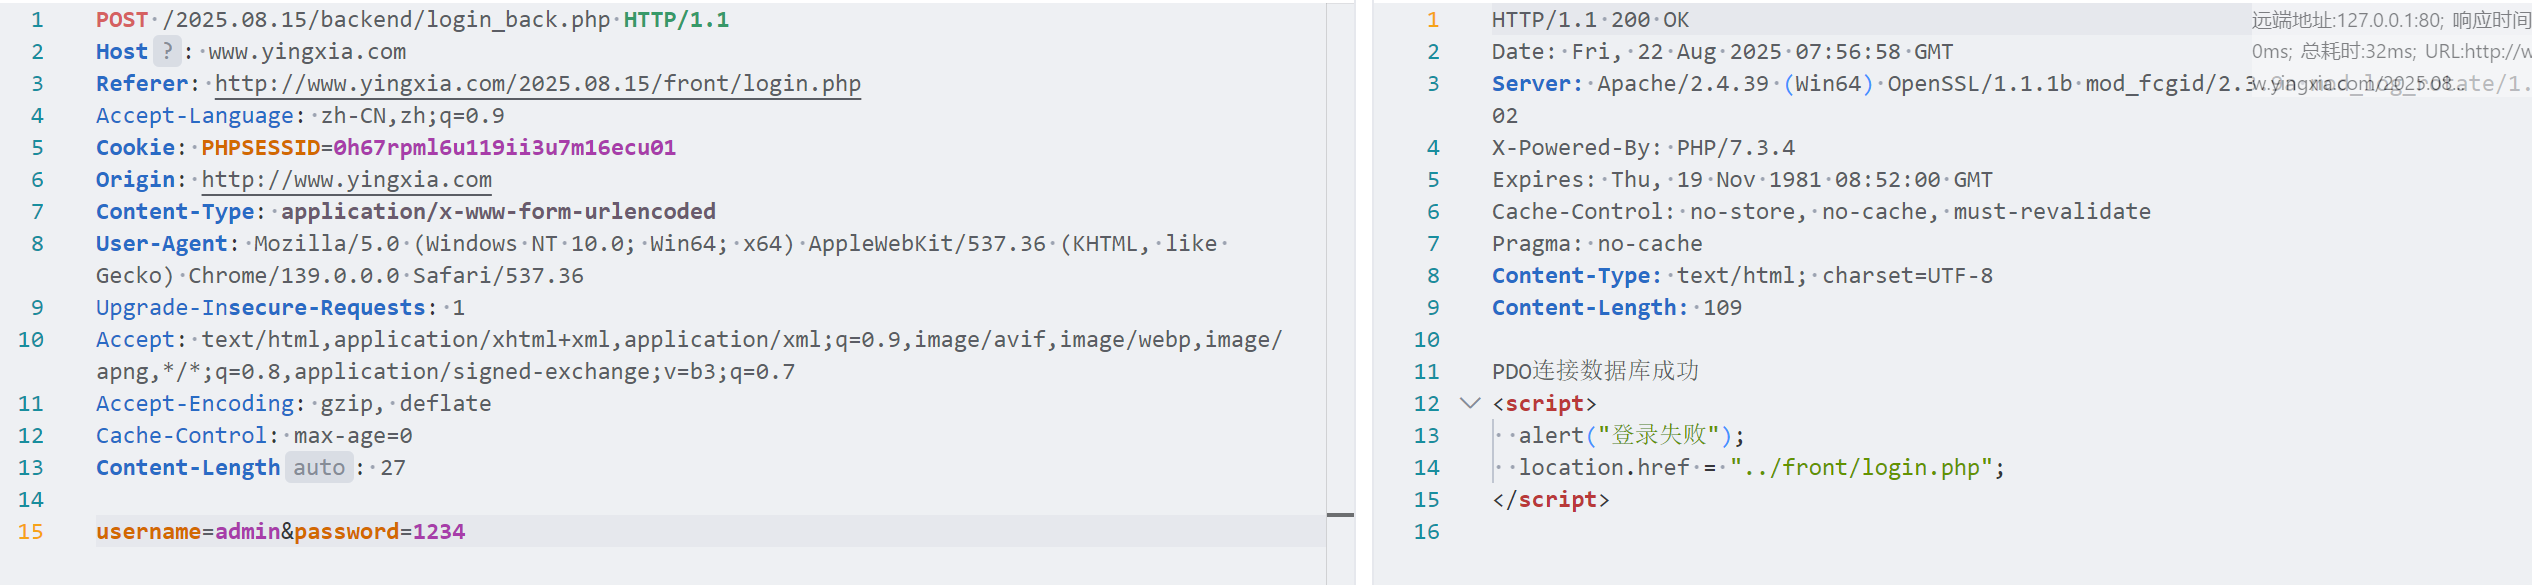 1 POST /2025.08.15/backend/login_back.php HTTP/1.1
2 Host ? : www.yingxia.com
3 Referer: http://www.yingxia.com/2025.08.15/front/login.php
4 Accept-Language: zh-CN,zh;q=0.9
5 Cookie: PHPSESSID=0h67rpml6u119ii3u7m16ecu01
6 Origin: http://www.yingxia.com
7 Content-Type: application/x-www-form-urlencoded
8 User-Agent: Mozilla/5.0 (Windows NT 10.0; Win64; x64) AppleWebKit/537.36 (KHTML, like
Gecko) Chrome/139.0.0.0 Safari/537.36
9 Upgrade-Insecure-Requests: 1
10 Accept: text/html,application/xhtml+xml,application/xml;q=0.9,image/avif,image/webp,image/
apng,*/*;q=0.8,application/signed-exchange;v=b3;q=0.7
11 Accept-Encoding: gzip, deflate
12 Cache-Control: max-age=0
13 Content-Length auto : 27
14
15 username=admin&password=1234
1 HTTP/1.1 200 OK
2 Date: Fri, 22 Aug 2025 07:56:58 GMT
3 Server: Apache/2.4.39 (Win64) OpenSSL/1.1.1b mod_fcgid/2.3
02
4 X-Powered-By: PHP/7.3.4
5 Expires: Thu, 19 Nov 1981 08:52:00 GMT
6 Cache-Control: no-store, no-cache, must-revalidate
7 Pragma: no-cache
8 Content-Type: text/html; charset=UTF-8
9 Content-Length: 109
10
11 PDO连接数据库成功
12 <script>
13 alert("登录失败");
14 location.href = "../front/login.php";
15 </script>
16
远端地址:127.0.0.1:80; 响应时间
0ms; 总耗时:32ms; URL:http://w
w.yingxia.com/2025.08...